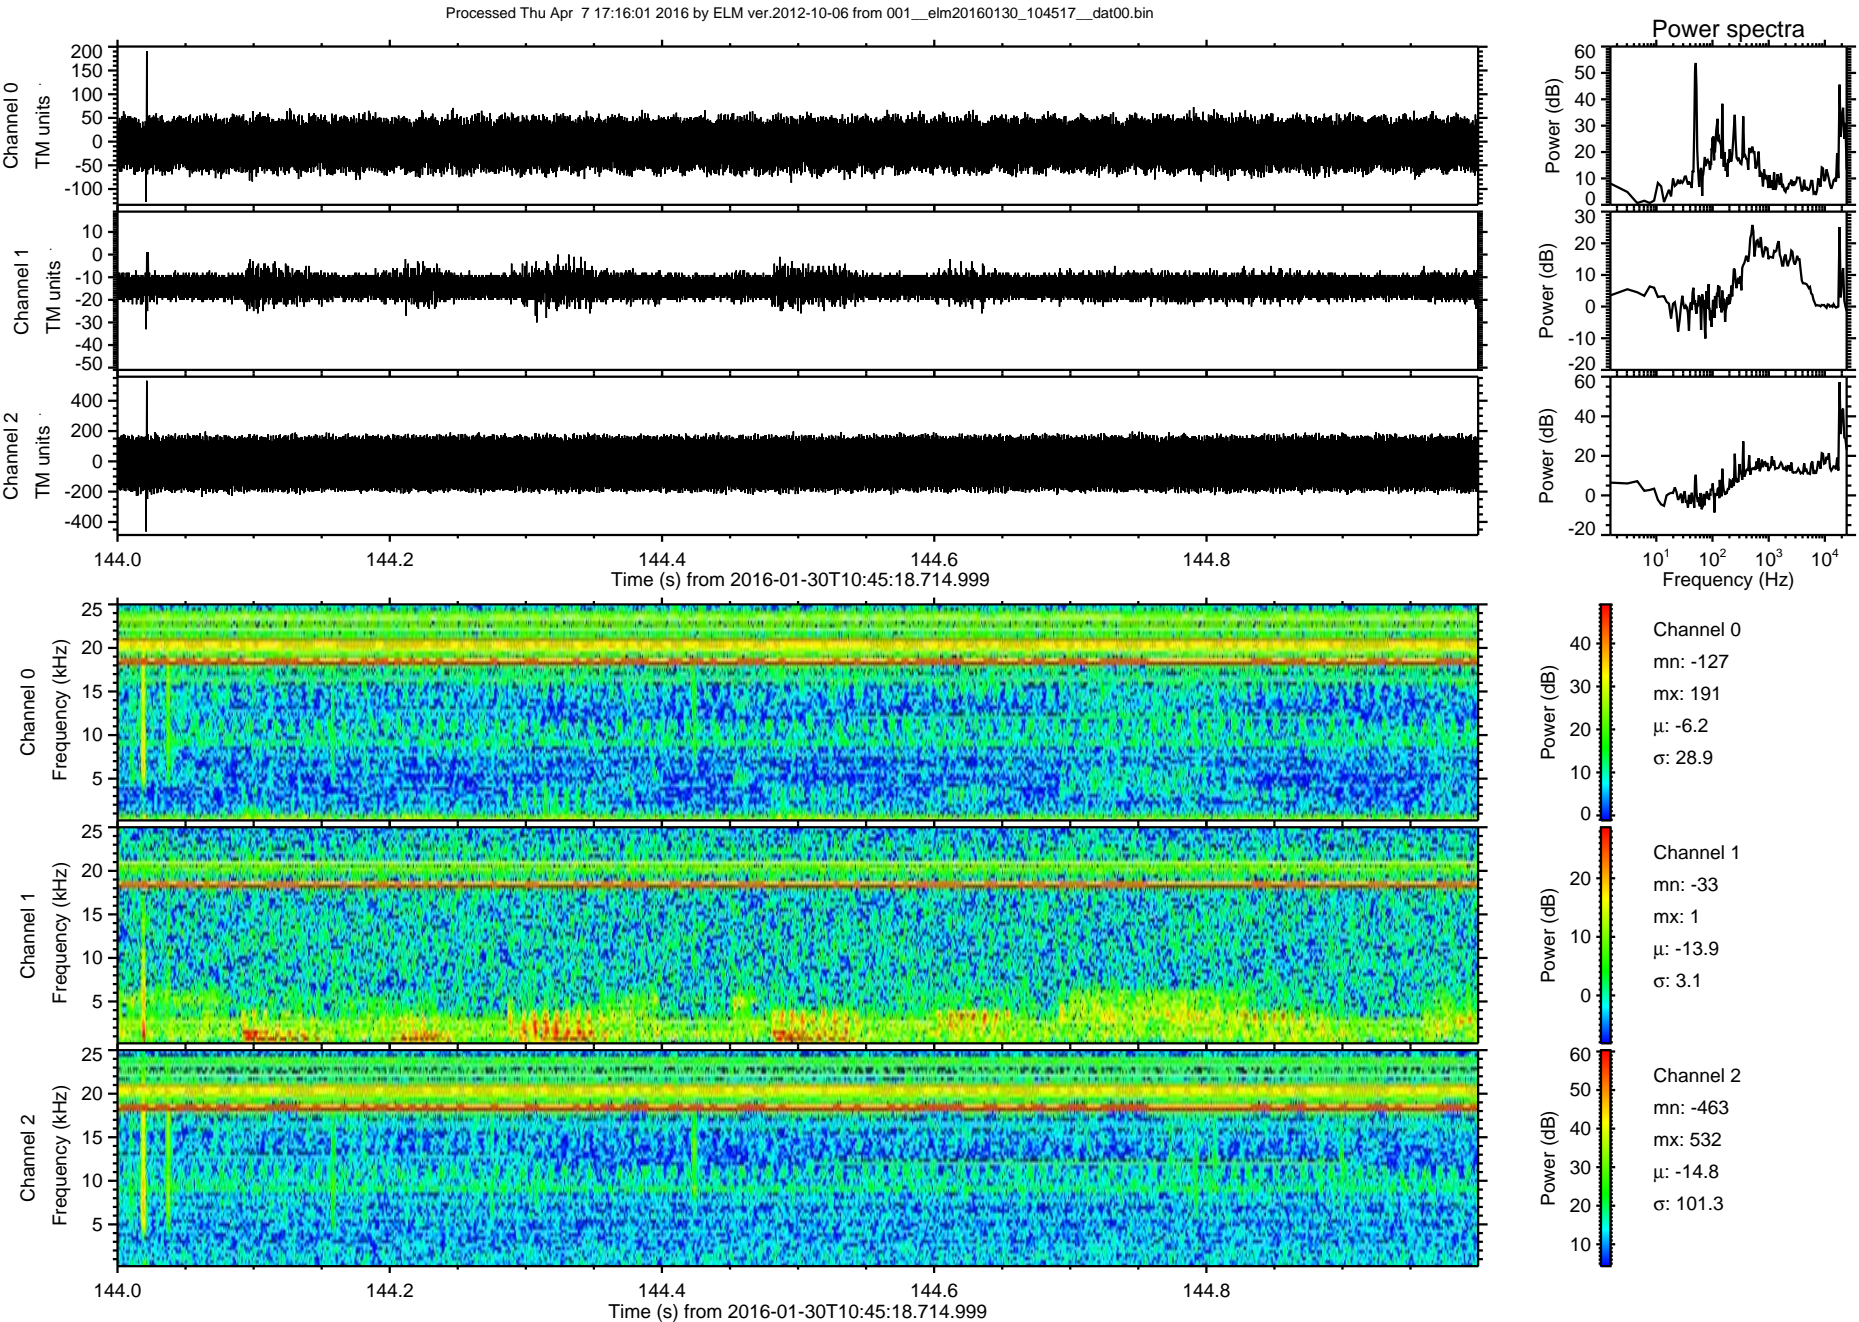 Processed Thu Apr  7 17:16:01 2016 by ELM ver.2012-10-06 from 001__elm20160130_104517__dat00.bin
Power spectra
Channel 0
TM units
200
150
100
50
0
-50
-100
Power (dB)
60
50
40
30
20
10
0
Channel 1
TM units
10
0
-10
-20
-30
-40
-50
Power (dB)
30
20
10
0
-10
-20
Channel 2
TM units
400
200
0
-200
-400
Power (dB)
60
40
20
0
-20
144.0 144.2 144.4 144.6 144.8
Time (s) from 2016-01-30T10:45:18.714.999
10¹ 10² 10³ 10⁴
Frequency (Hz)
Channel 0
Frequency (kHz)
25
20
15
10
5
Power (dB)
40
30
20
10
0
Channel 0
mn: -127
mx: 191
μ: -6.2
σ: 28.9
Channel 1
Frequency (kHz)
25
20
15
10
5
Power (dB)
20
10
0
Channel 1
mn: -33
mx: 1
μ: -13.9
σ: 3.1
Channel 2
Frequency (kHz)
25
20
15
10
5
Power (dB)
60
50
40
30
20
10
Channel 2
mn: -463
mx: 532
μ: -14.8
σ: 101.3
144.0 144.2 144.4 144.6 144.8
Time (s) from 2016-01-30T10:45:18.714.999